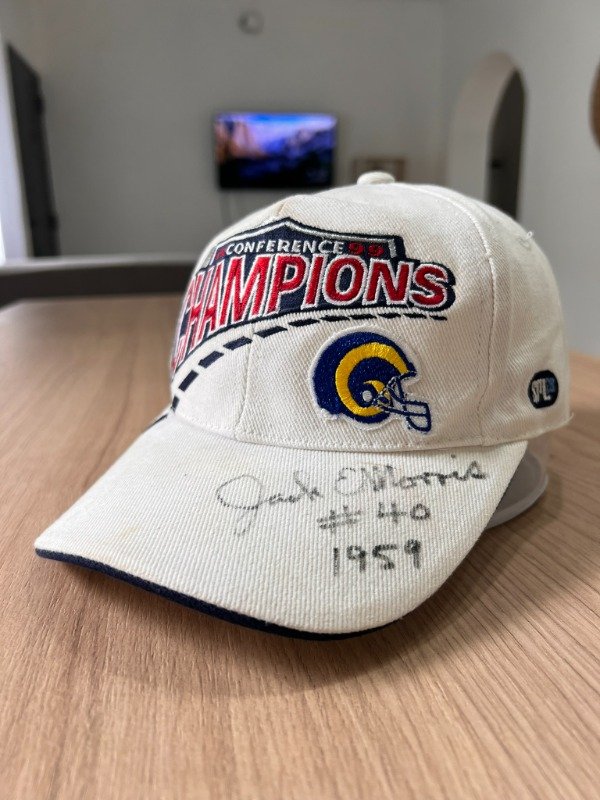 CONFERENCE 99
CHAMPIONS
Jack E Morris
# 40
1959